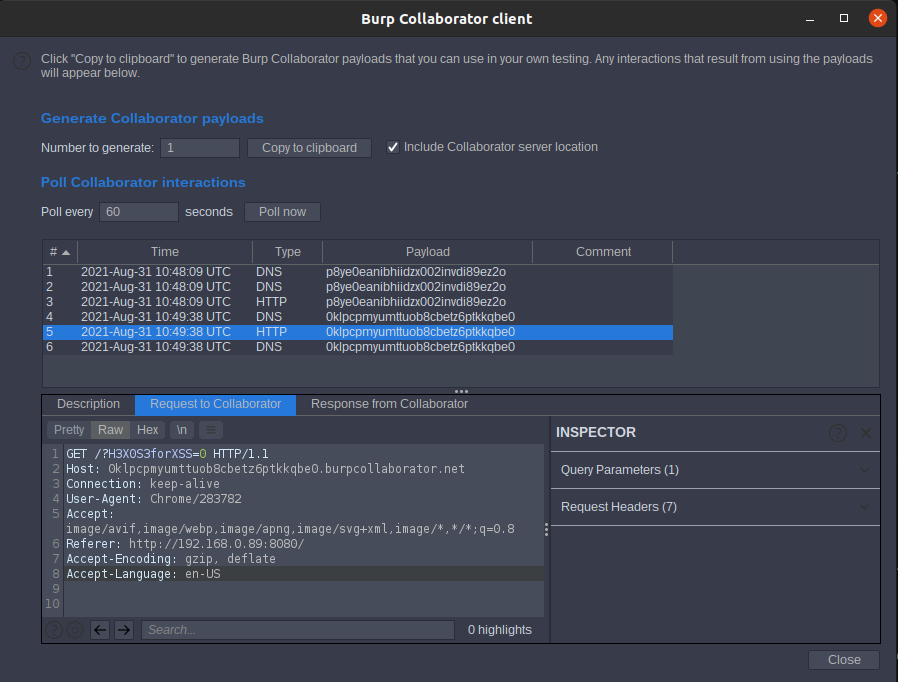 Burp Collaborator client
Click "Copy to clipboard" to generate Burp Collaborator payloads that you can use in your own testing. Any interactions that result from using the payloads
will appear below.
Generate Collaborator payloads
Number to generate: 1 Copy to clipboard Include Collaborator server location
Poll Collaborator interactions
Poll every 60 seconds Poll now
# Time Type Payload Comment
1 2021-Aug-31 10:48:09 UTC DNS p8ye0eanibhiidzx002invdi89ez2o
2 2021-Aug-31 10:48:09 UTC DNS p8ye0eanibhiidzx002invdi89ez2o
3 2021-Aug-31 10:48:09 UTC HTTP p8ye0eanibhiidzx002invdi89ez2o
4 2021-Aug-31 10:49:38 UTC DNS 0klpcpmyumttuob8cbetz6ptkkqbe0
5 2021-Aug-31 10:49:38 UTC HTTP 0klpcpmyumttuob8cbetz6ptkkqbe0
6 2021-Aug-31 10:49:38 UTC DNS 0klpcpmyumttuob8cbetz6ptkkqbe0
Description Request to Collaborator Response from Collaborator
Pretty Raw Hex \n
INSPECTOR ?
1 GET /?H3X0S3forXSS=0 HTTP/1.1
2 Host: 0klpcpmyumttuob8cbetz6ptkkqbe0.burpcollaborator.net
3 Connection: keep-alive
4 User-Agent: Chrome/283782
5 Accept:
image/avif,image/webp,image/apng,image/svg+xml,image/*,*/*;q=0.8
6 Referer: http://192.168.0.89:8080/
7 Accept-Encoding: gzip, deflate
8 Accept-Language: en-US
9
10
Query Parameters (1)
Request Headers (7)
? Search... 0 highlights
Close